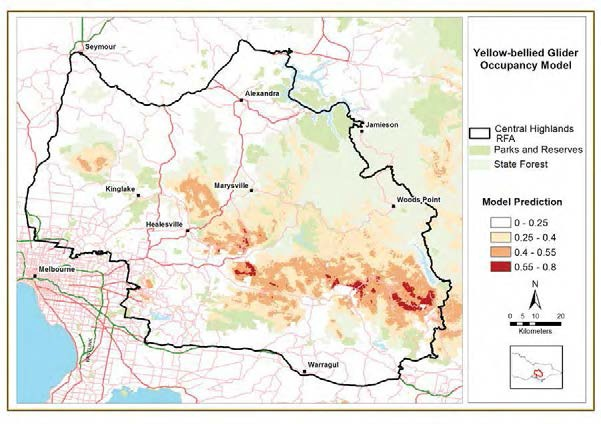 Yellow-bellied Glider
Occupancy Model
Central Highlands
RFA
Parks and Reserves
State Forest
Model Prediction
0 - 0.25
0.25 - 0.4
0.4 - 0.55
0.55 - 0.8
N
0 5 10 20
Kilometers
Seymour
Alexandra
Jamieson
Kinglake
Marysville
Woods Point
Healesville
Melbourne
Warragul